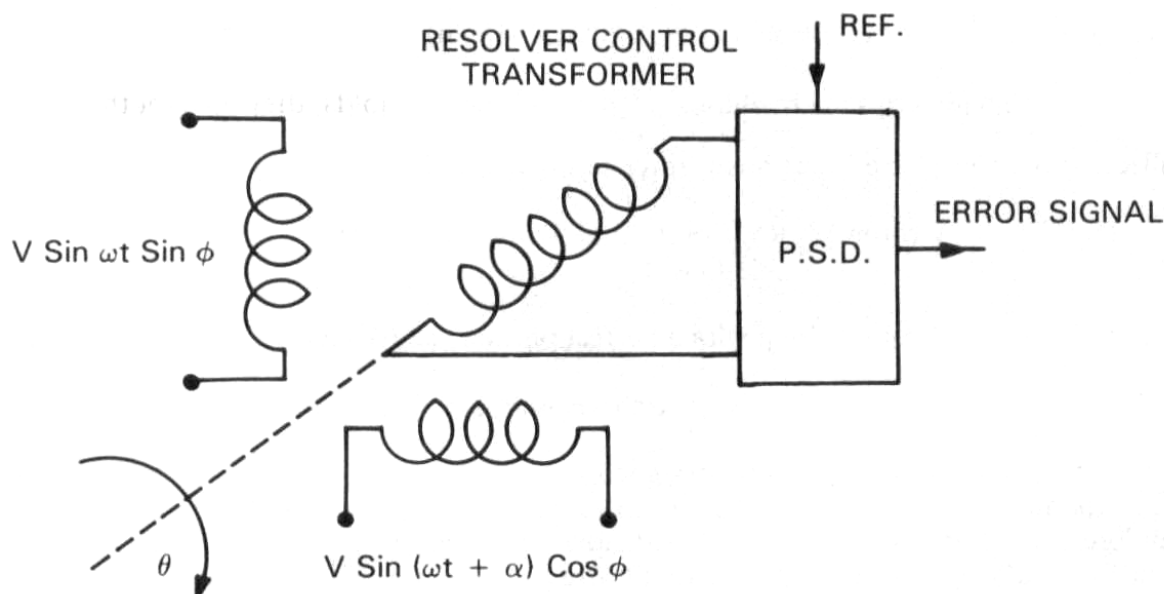 RESOLVER CONTROL
TRANSFORMER
REF.
V Sin ωt Sin ϕ
P.S.D.
ERROR SIGNAL
θ
V Sin (ωt + α) Cos ϕ